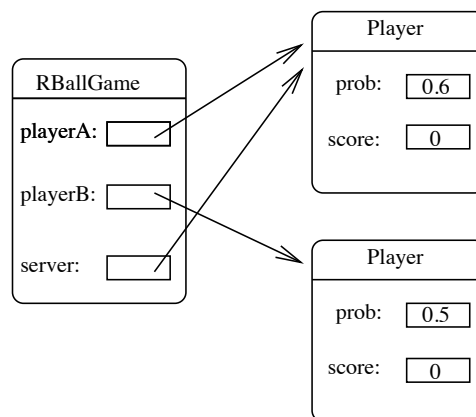 RBallGame
playerA:
playerB:
server:
Player
prob: 0.6
score: 0
Player
prob: 0.5
score: 0